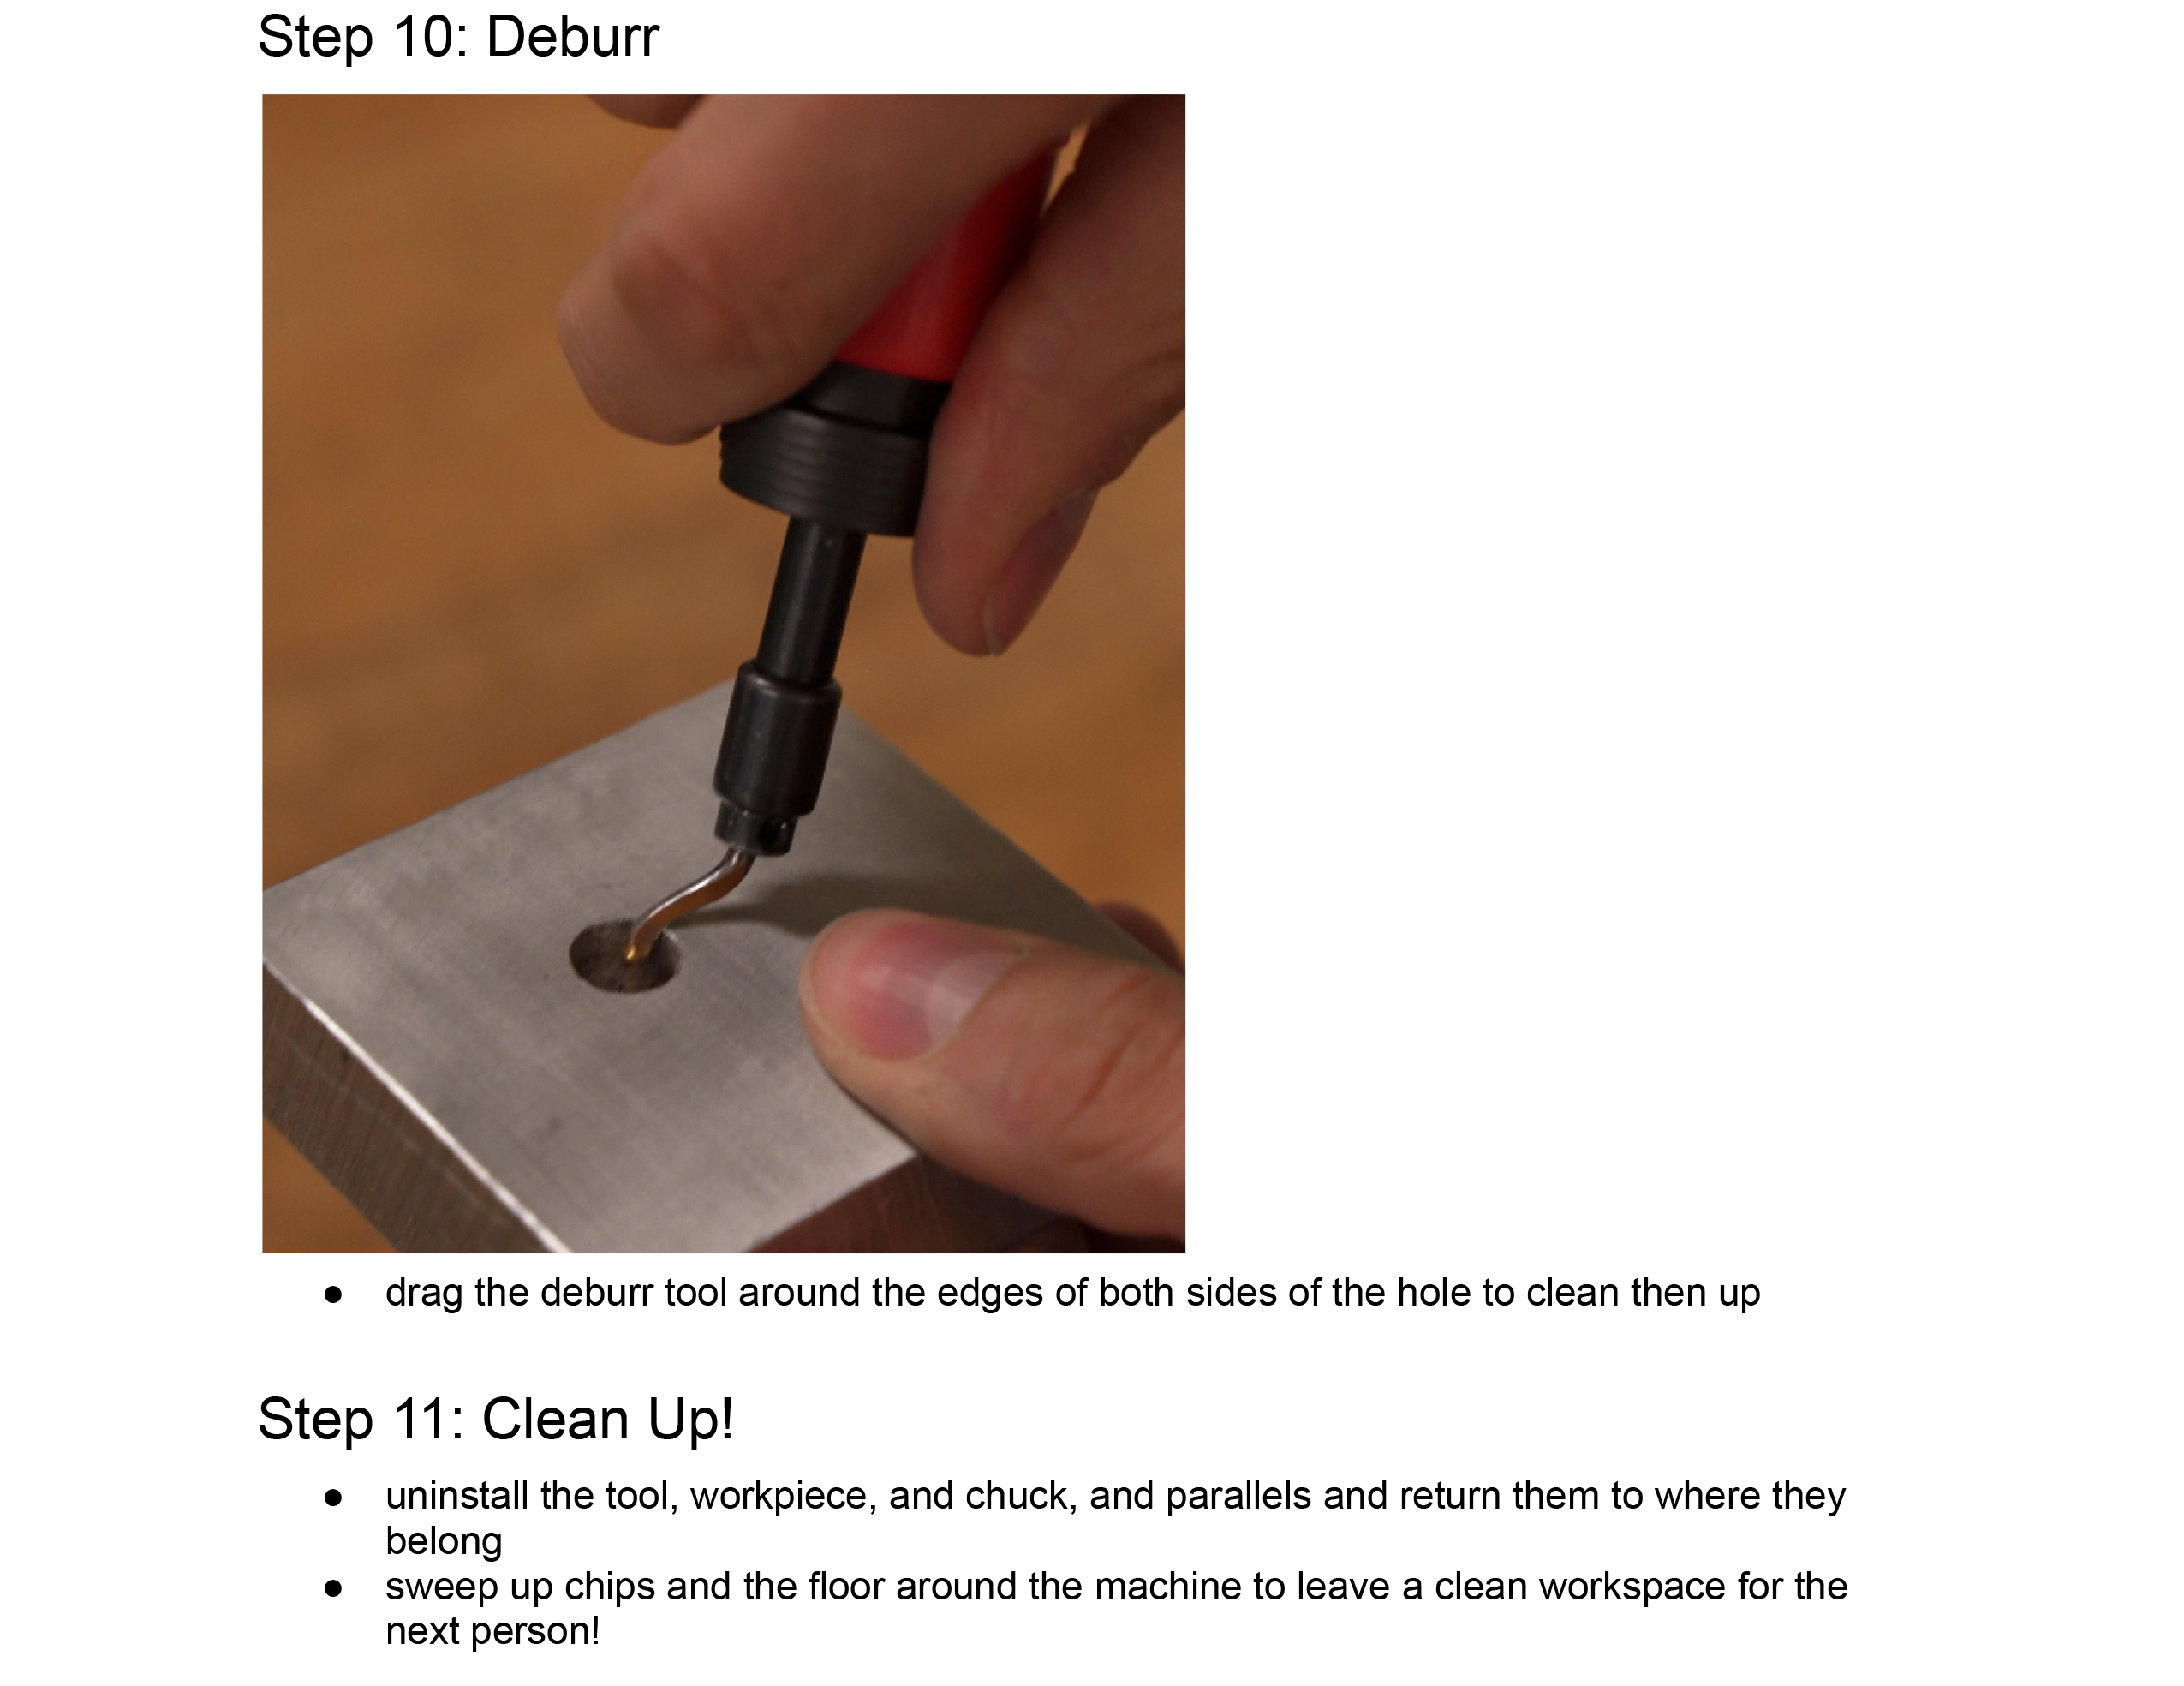 Step 10: Deburr
● drag the deburr tool around the edges of both sides of the hole to clean then up
Step 11: Clean Up!
● uninstall the tool, workpiece, and chuck, and parallels and return them to where they
belong
● sweep up chips and the floor around the machine to leave a clean workspace for the
next person!